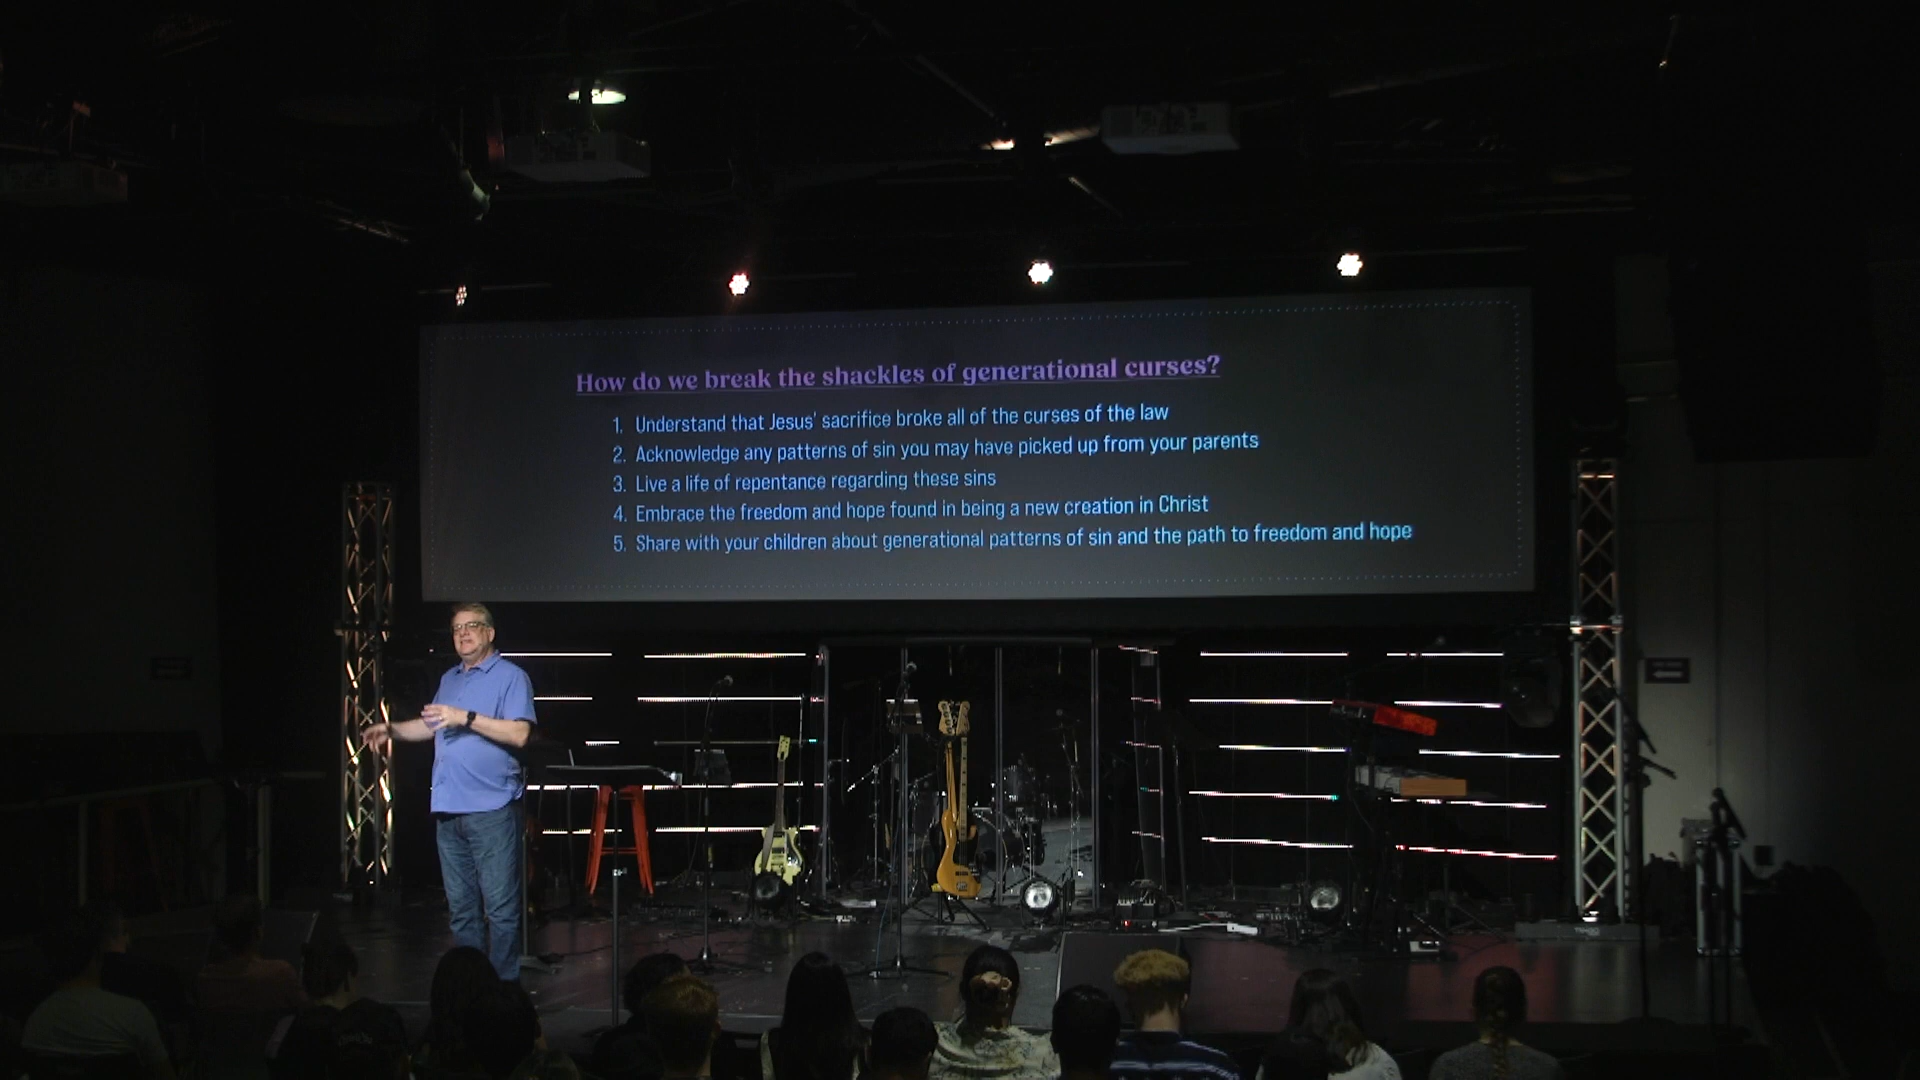 How do we break the shackles of generational curses?
1. Understand that Jesus' sacrifice broke all of the curses of the law
2. Acknowledge any patterns of sin you may have picked up from your parents
3. Live a life of repentance regarding these sins
4. Embrace the freedom and hope found in being a new creation in Christ
5. Share with your children about generational patterns of sin and the path to freedom and hope